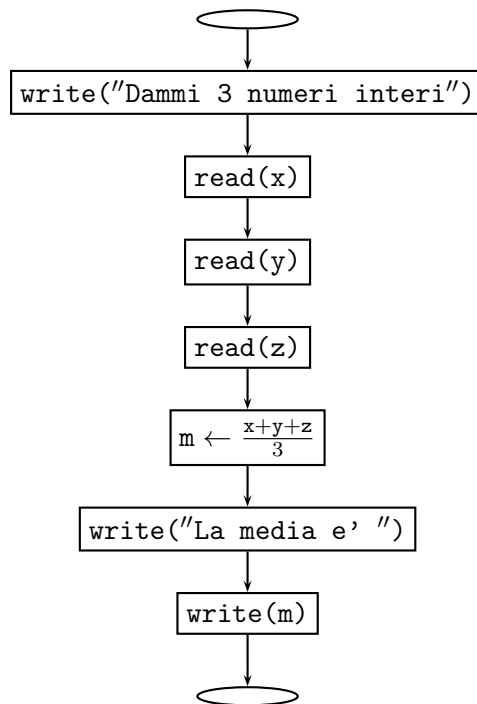 write("Dammi 3 numeri interi")
read(x)
read(y)
read(z)
m ← x+y+z
3
write("La media e’ ")
write(m)